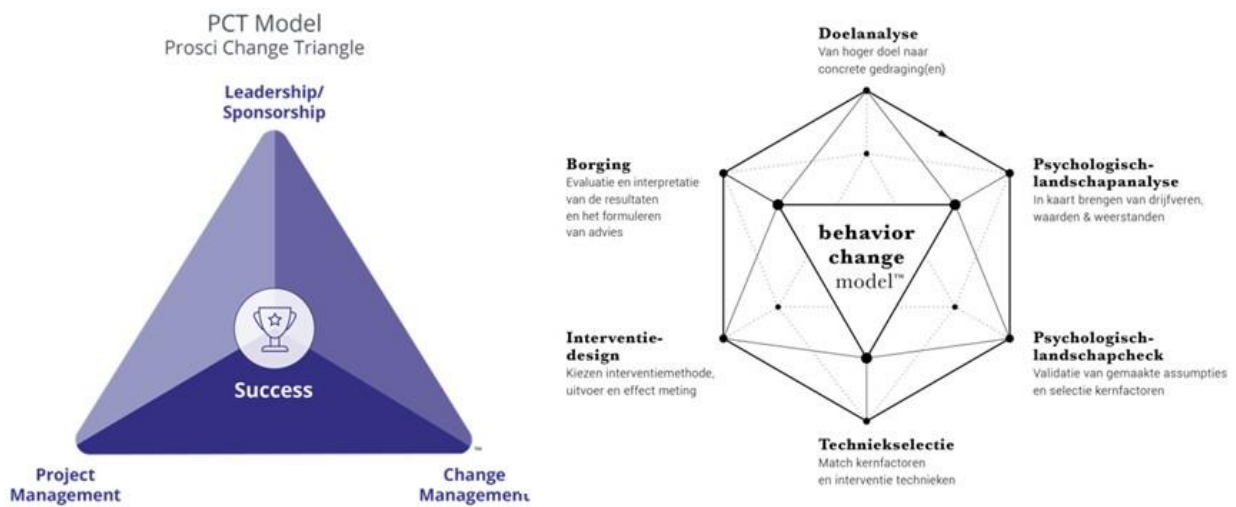 PCT Model
Prosci Change Triangle
Leadership/
Sponsorship
Success
Project
Management
Change
Management
™
Doelanalyse
Van hoger doel naar
concrete gedraging(en)
Psychologisch-
landschapanalyse
In kaart brengen van drijfveren,
waarden & weerstanden
Psychologisch-
landschapcheck
Validatie van gemaakte assumpties
en selectie kernfactoren
Techniekselectie
Match kernfactoren
en interventie technieken
Interventie-
design
Kiezen interventiemethode,
uitvoer en effect meting
Borging
Evaluatie en interpretatie
van de resultaten
en het formuleren
van advies
behavior
change
model™